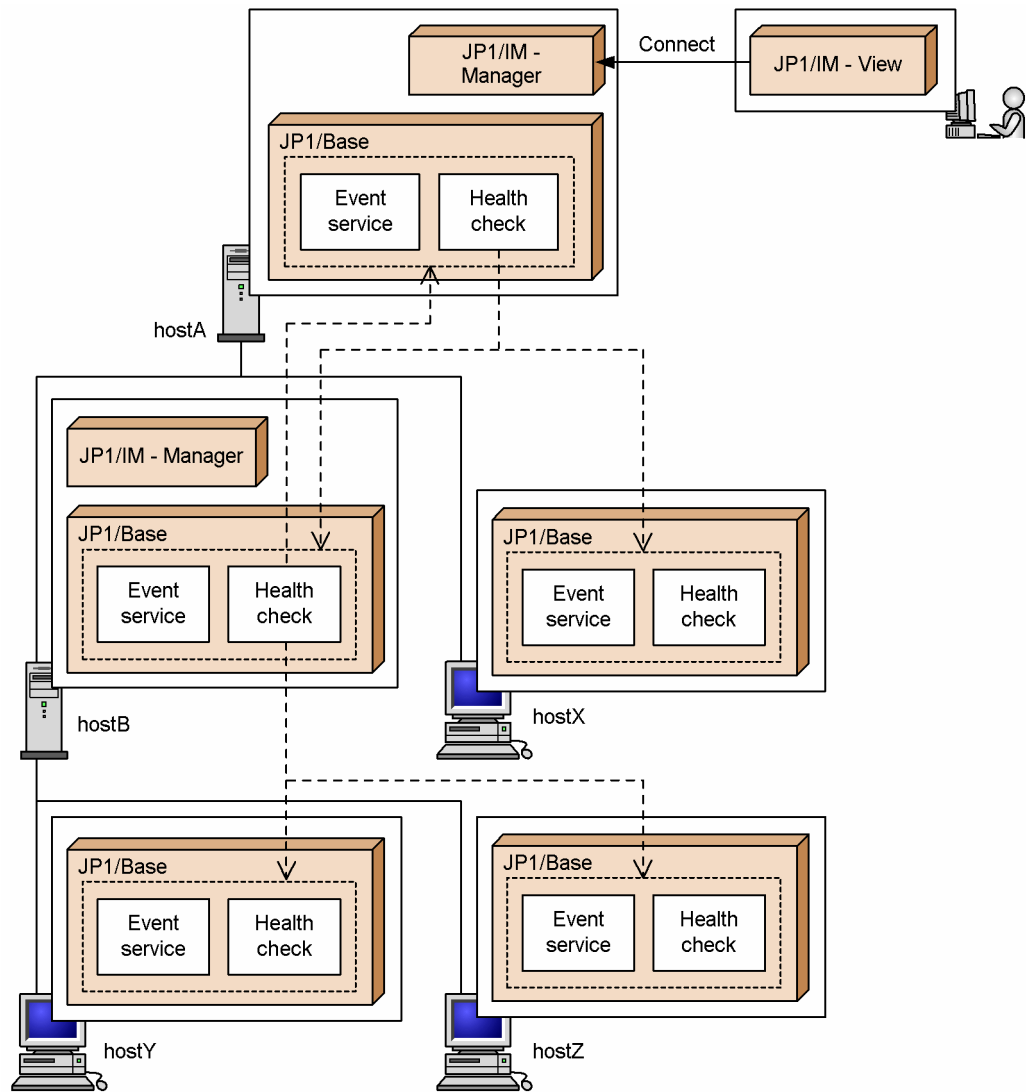 JP1/IM -
Manager
Connect
JP1/IM - View
JP1/Base
Event
service
Health
check
hostA
JP1/IM - Manager
JP1/Base
Event
service
Health
check
hostB
JP1/Base
Event
service
Health
check
hostX
JP1/Base
Event
service
Health
check
hostY
JP1/Base
Event
service
Health
check
hostZ